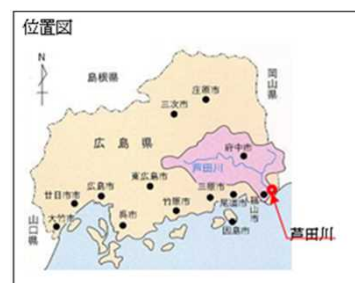 位置図
N
島根県
岡山県
庄原市
三次市
広島県
府中市
芦田川
東広島市
廿日市市
広島市
三原市
福山市
尾道市
竹原市
大竹市
呉市
因島市
山口県
芦田川